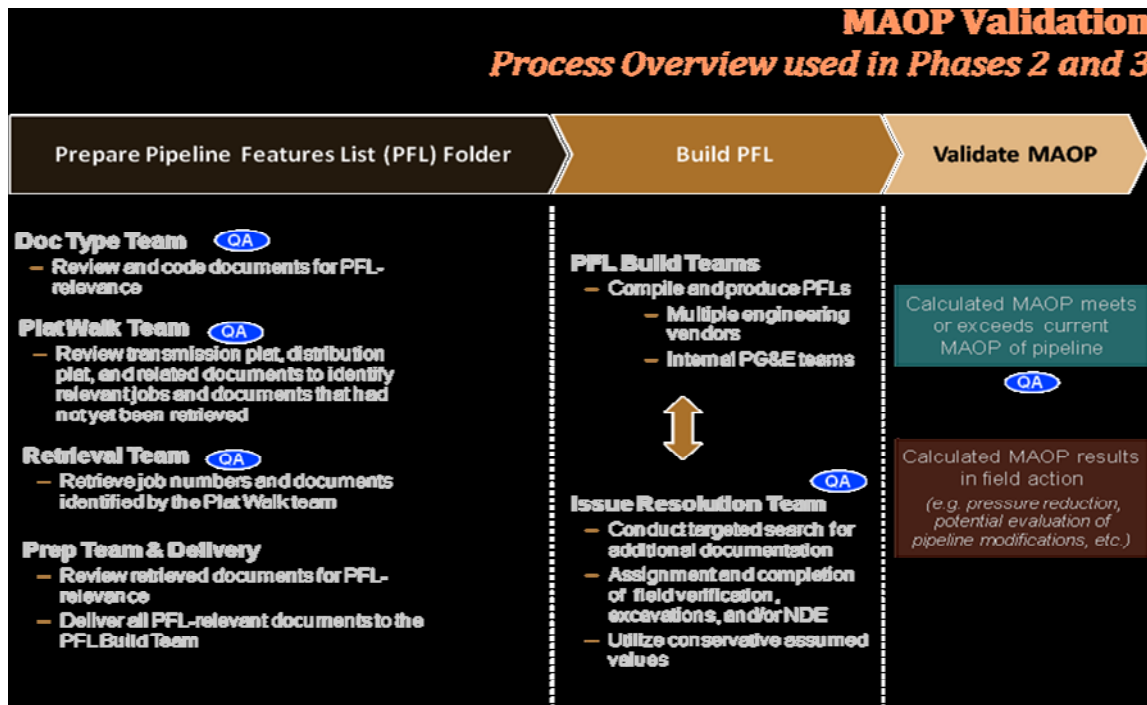 MAOP Validation
Process Overview used in Phases 2 and 3
Prepare Pipeline Features List (PFL) Folder
Build PFL
Validate MAOP
Doc Type Team QA
– Review and code documents for PFL-
relevance
Plat Walk Team QA
– Review transmission plat, distribution
plat, and related documents to identify
relevant jobs and documents that had
not yet been retrieved
Retrieval Team QA
– Retrieve job numbers and documents
identified by the Plat Walk team
Prep Team & Delivery
– Review retrieved documents for PFL-
relevance
– Deliver all PFL-relevant documents to the
PFL Build Team
PFL Build Teams
– Compile and produce PFLs
– Multiple engineering
vendors
– Internal PG&E teams
QA
Issue Resolution Team
– Conduct targeted search for
additional documentation
– Assignment and completion
of field verification,
excavations, and/or NDE
– Utilize conservative assumed
values
Calculated MAOP meets
or exceeds current
MAOP of pipeline
QA
Calculated MAOP results
in field action
(e.g. pressure reduction,
potential evaluation of
pipeline modifications, etc.)